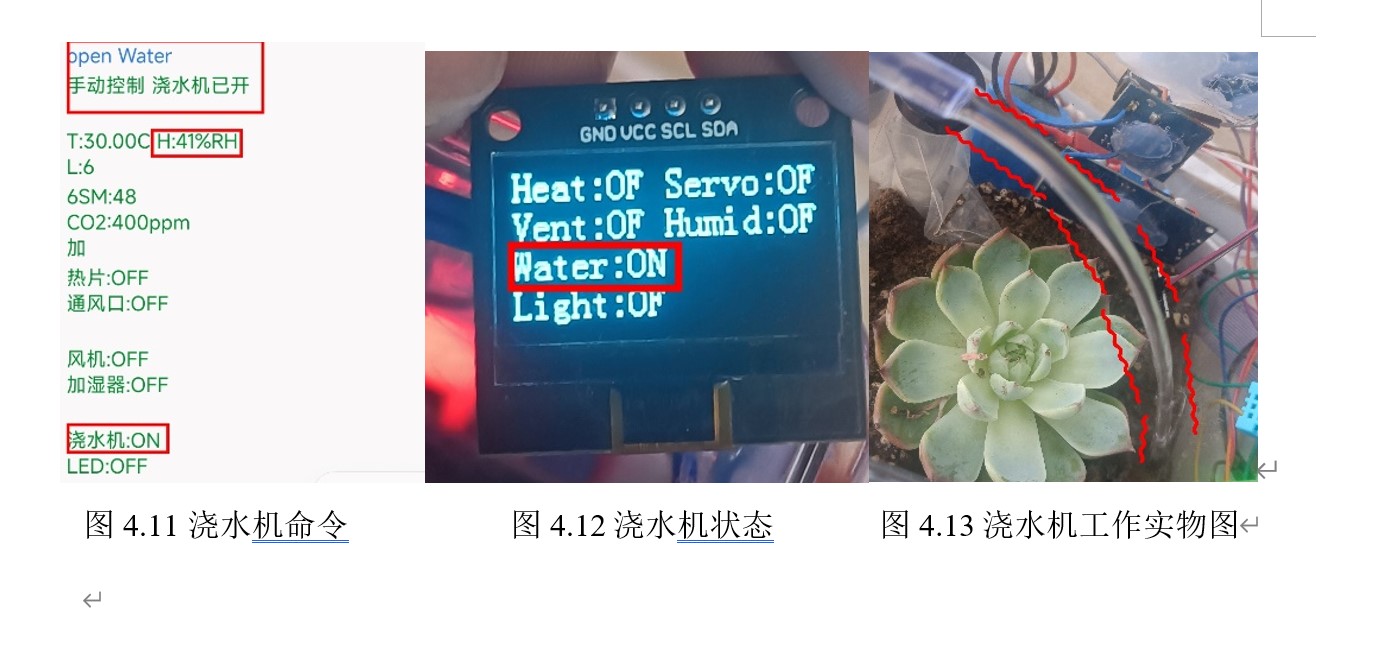 open Water
手动控制 浇水机已开
T:30.00C H:41%RH
L:6
6SM:48
CO2:400ppm
加
热片:OFF
通风口:OFF
风机:OFF
加湿器:OFF
浇水机:ON
LED:OFF
GND VCC SCL SDA
Heat:OF Servo:OF
Vent:OF Humid:OF
Water:ON
Light:OF
图 4.11 浇水机命令
图 4.12 浇水机状态
图 4.13 浇水机工作实物图